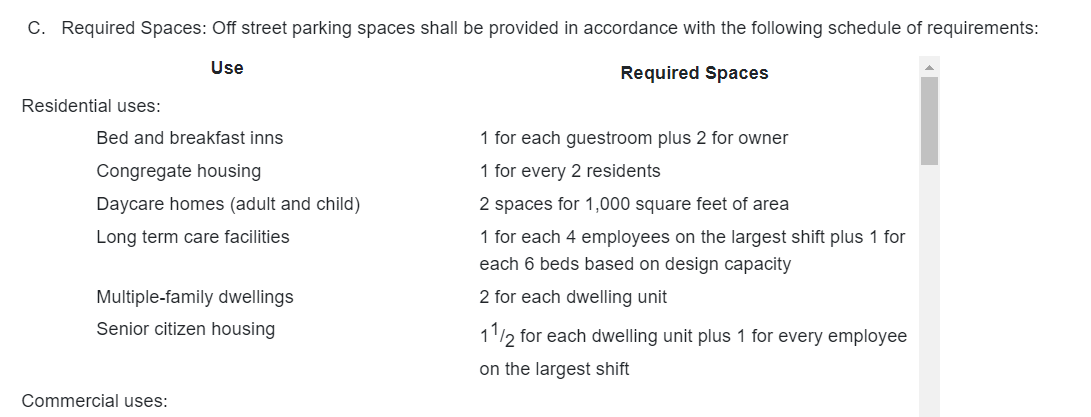 C. Required Spaces: Off street parking spaces shall be provided in accordance with the following schedule of requirements:
Use Required Spaces
Residential uses:
Bed and breakfast inns 1 for each guestroom plus 2 for owner
Congregate housing 1 for every 2 residents
Daycare homes (adult and child) 2 spaces for 1,000 square feet of area
Long term care facilities 1 for each 4 employees on the largest shift plus 1 for
each 6 beds based on design capacity
Multiple-family dwellings 2 for each dwelling unit
Senior citizen housing 1 1/2 for each dwelling unit plus 1 for every employee
on the largest shift
Commercial uses: